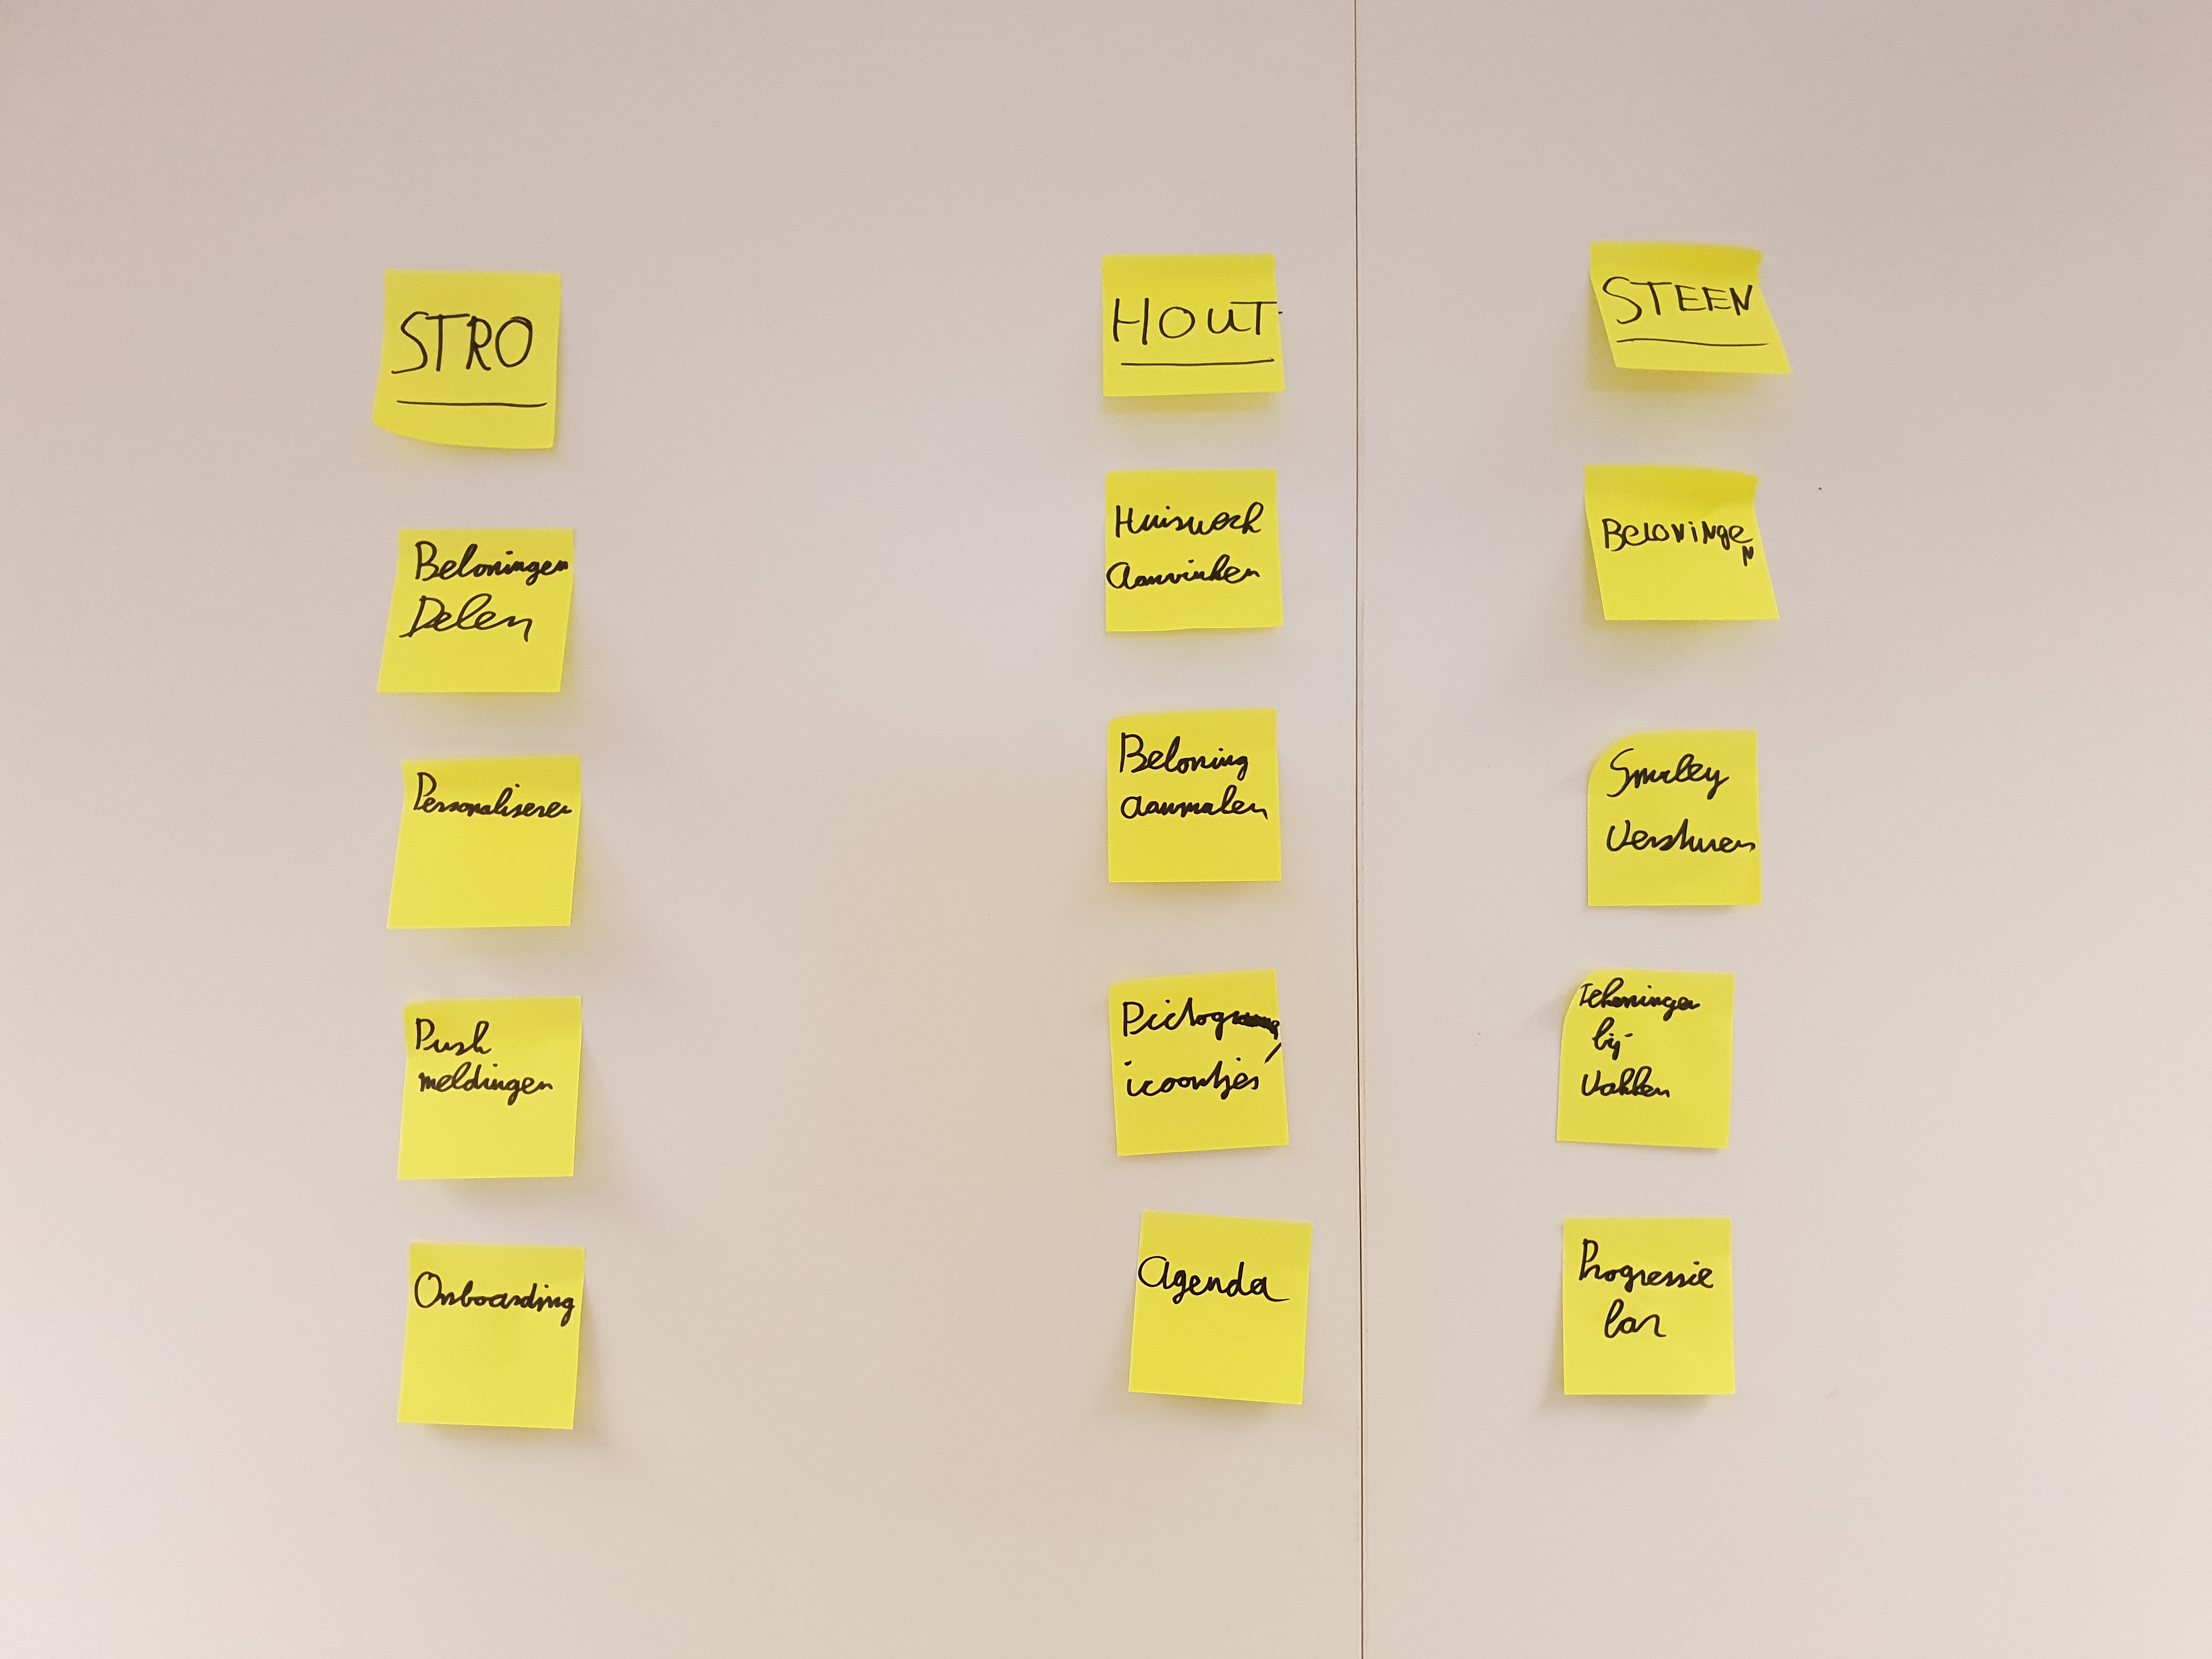 STRO
Beloningen
Delen
Personaliseren
Push
meldingen
Onboarding
HOUT
Huiswerk
Aanvinken
Beloning
aanmaken
icoontjes
Agenda
STEEN
Beloningen
Smiley
Versturen
Tekeningen
bij
Vakken
Progressie
bar